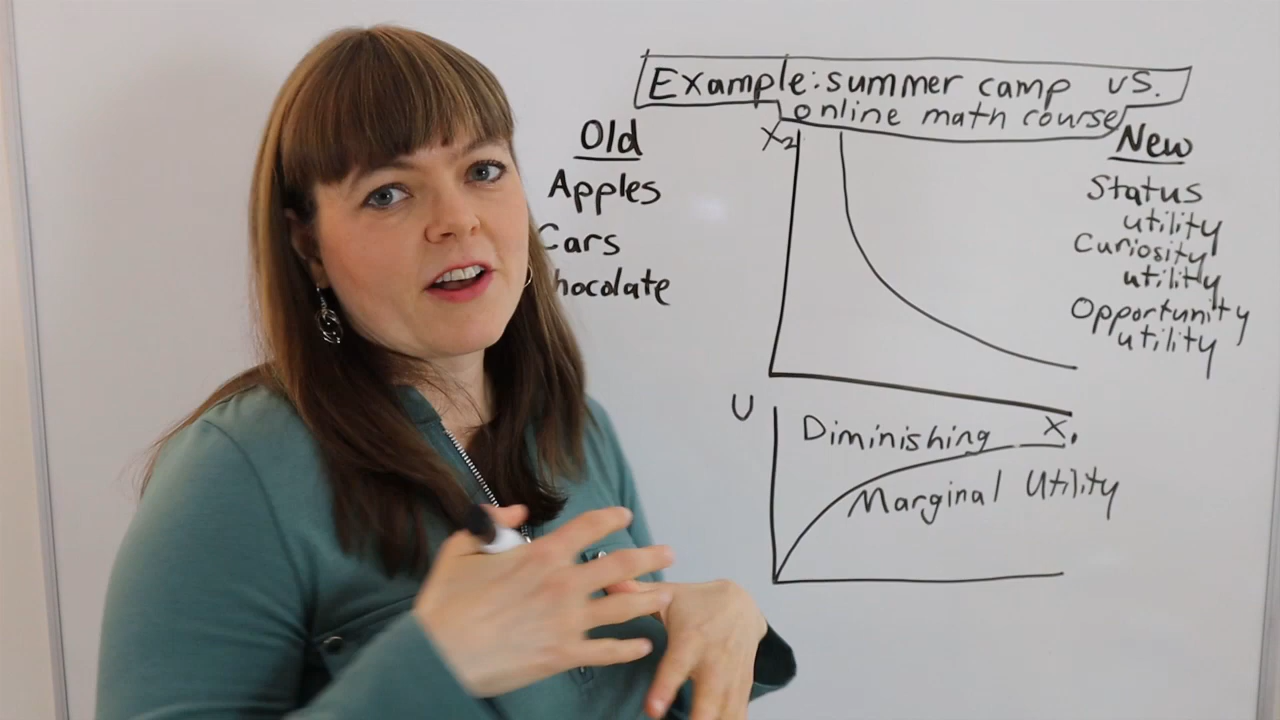 Example: summer camp vs.
online math course
Old
Apples
Cars
hocolate
X2
X1
New
Status
utility
Curiosity
utility
Opportunity
utility
U
Diminishing
Marginal Utility